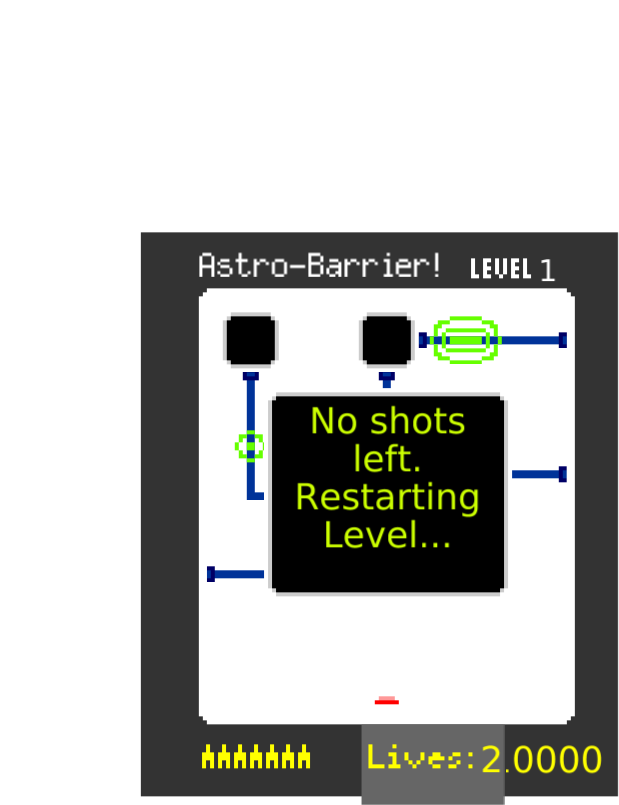 Astro-Barrier! LEVEL 1
No shots
left.
Restarting
Level...
Lives:2.0000